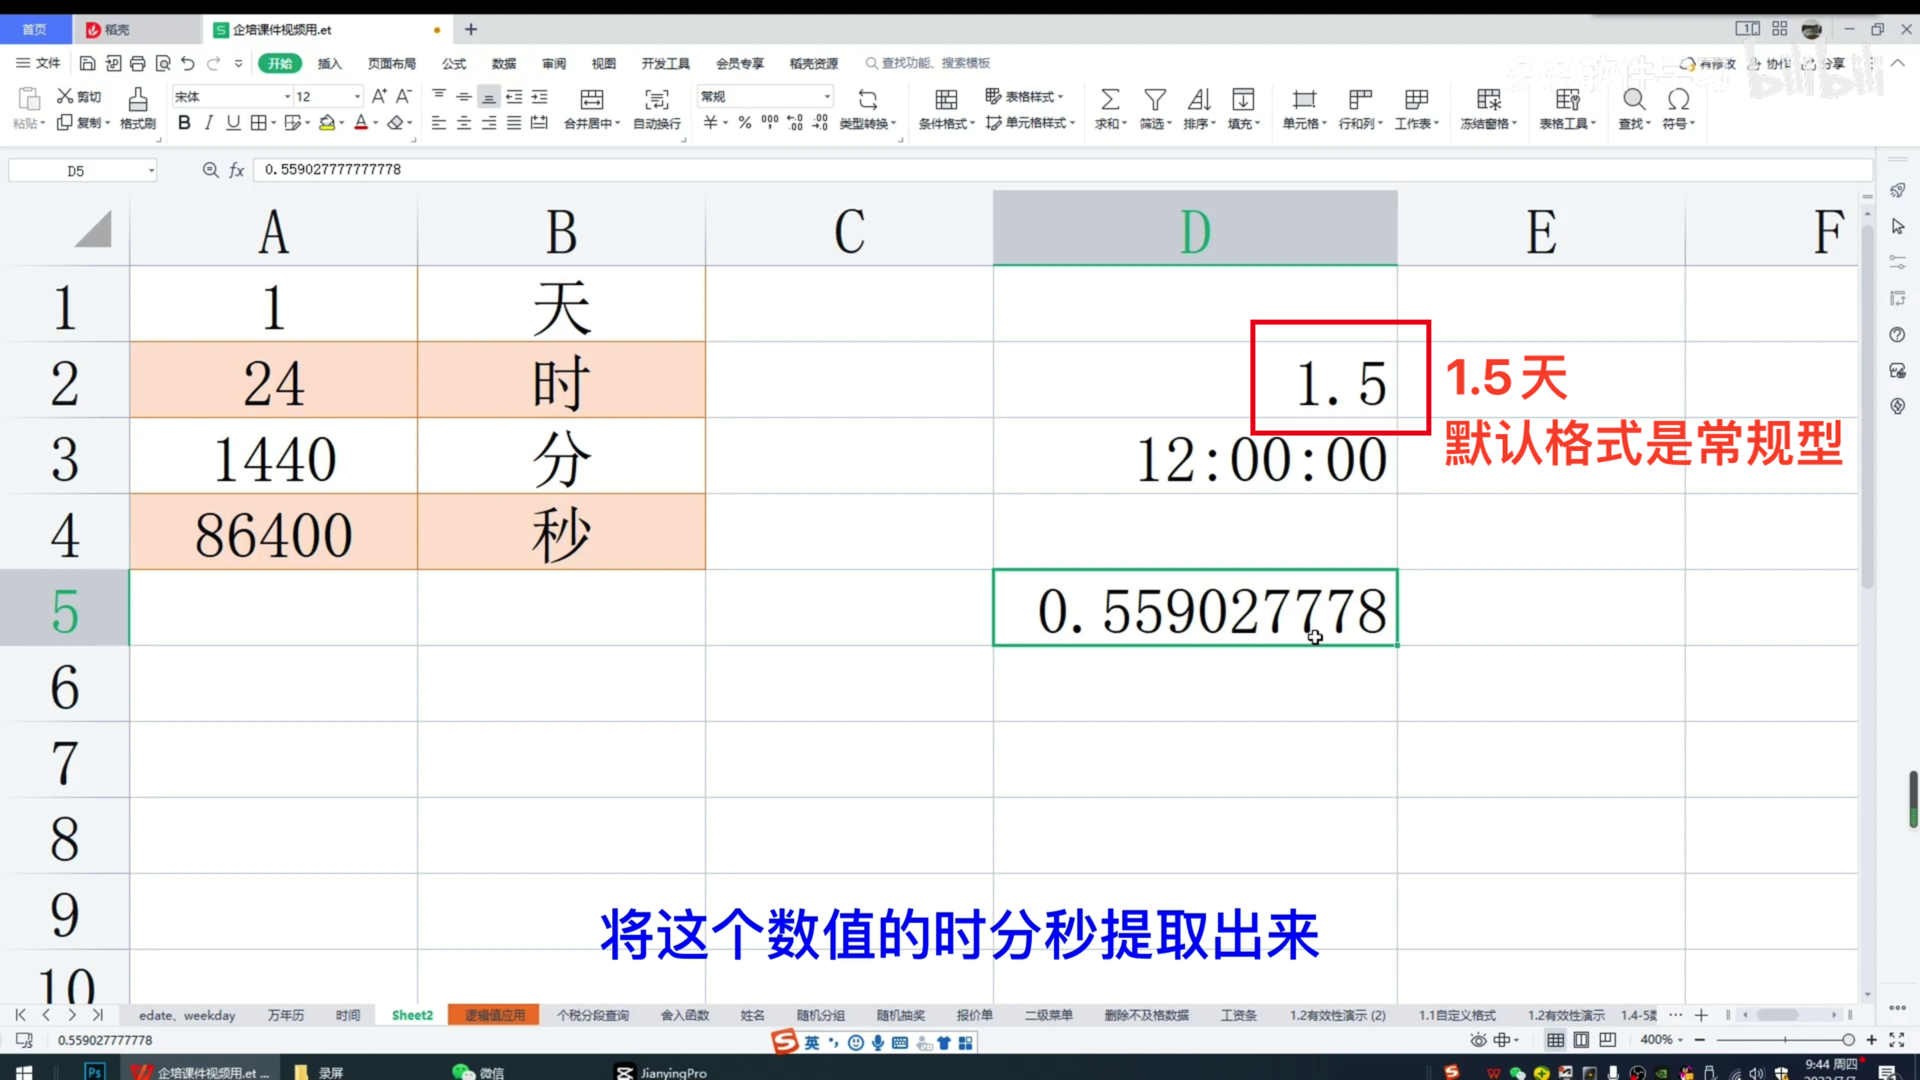 首页
稻壳
企培课件视频用.et
文件
开始
插入
页面布局
公式
数据
审阅
视图
开发工具
会员专享
稻壳资源
查找功能、搜索模板
有修改
协作
分享
bilibili
粘贴
剪切
复制
格式刷
宋体
12
合并居中
自动换行
常规
类型转换
条件格式
表格样式
单元格样式
求和
筛选
排序
填充
单元格
行和列
工作表
冻结窗格
表格工具
查找
符号
D5
fx
0.559027777777778
A B C D E F
1 1 天
2 24 时 1.5
1.5天
默认格式是常规型
3 1440 分 12:00:00
4 86400 秒
5 0.559027778
6
7
8
9
10
将这个数值的时分秒提取出来
edate、weekday 万年历 时间 Sheet2 逻辑值应用 个税分段查询 舍入函数 姓名 随机分组 随机抽奖 报价单 二级菜单 删除不及格数据 工资条 1.2有效性演示 (2) 1.1自定义格式 1.2有效性演示
0.559027777778
英
400%
Ps
企培课件视频用.et ...
录屏
微信
JianyingPro
9:44 周四